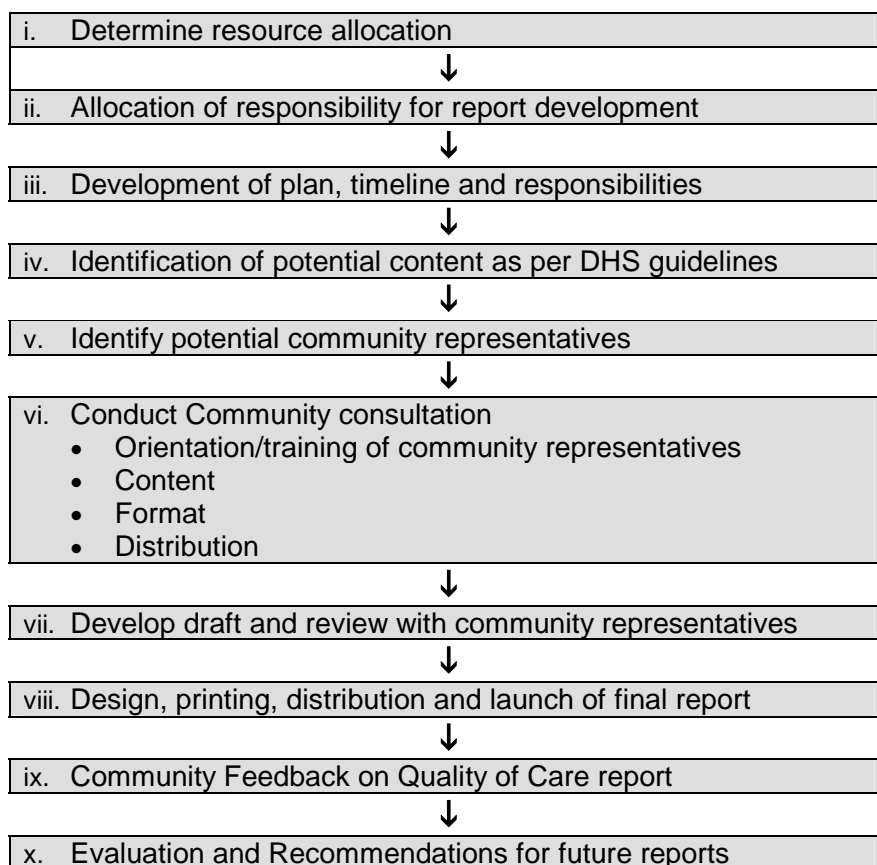 i. Determine resource allocation
↓
ii. Allocation of responsibility for report development
↓
iii. Development of plan, timeline and responsibilities
↓
iv. Identification of potential content as per DHS guidelines
↓
v. Identify potential community representatives
↓
vi. Conduct Community consultation
• Orientation/training of community representatives
• Content
• Format
• Distribution
↓
vii. Develop draft and review with community representatives
↓
viii. Design, printing, distribution and launch of final report
↓
ix. Community Feedback on Quality of Care report
↓
x. Evaluation and Recommendations for future reports